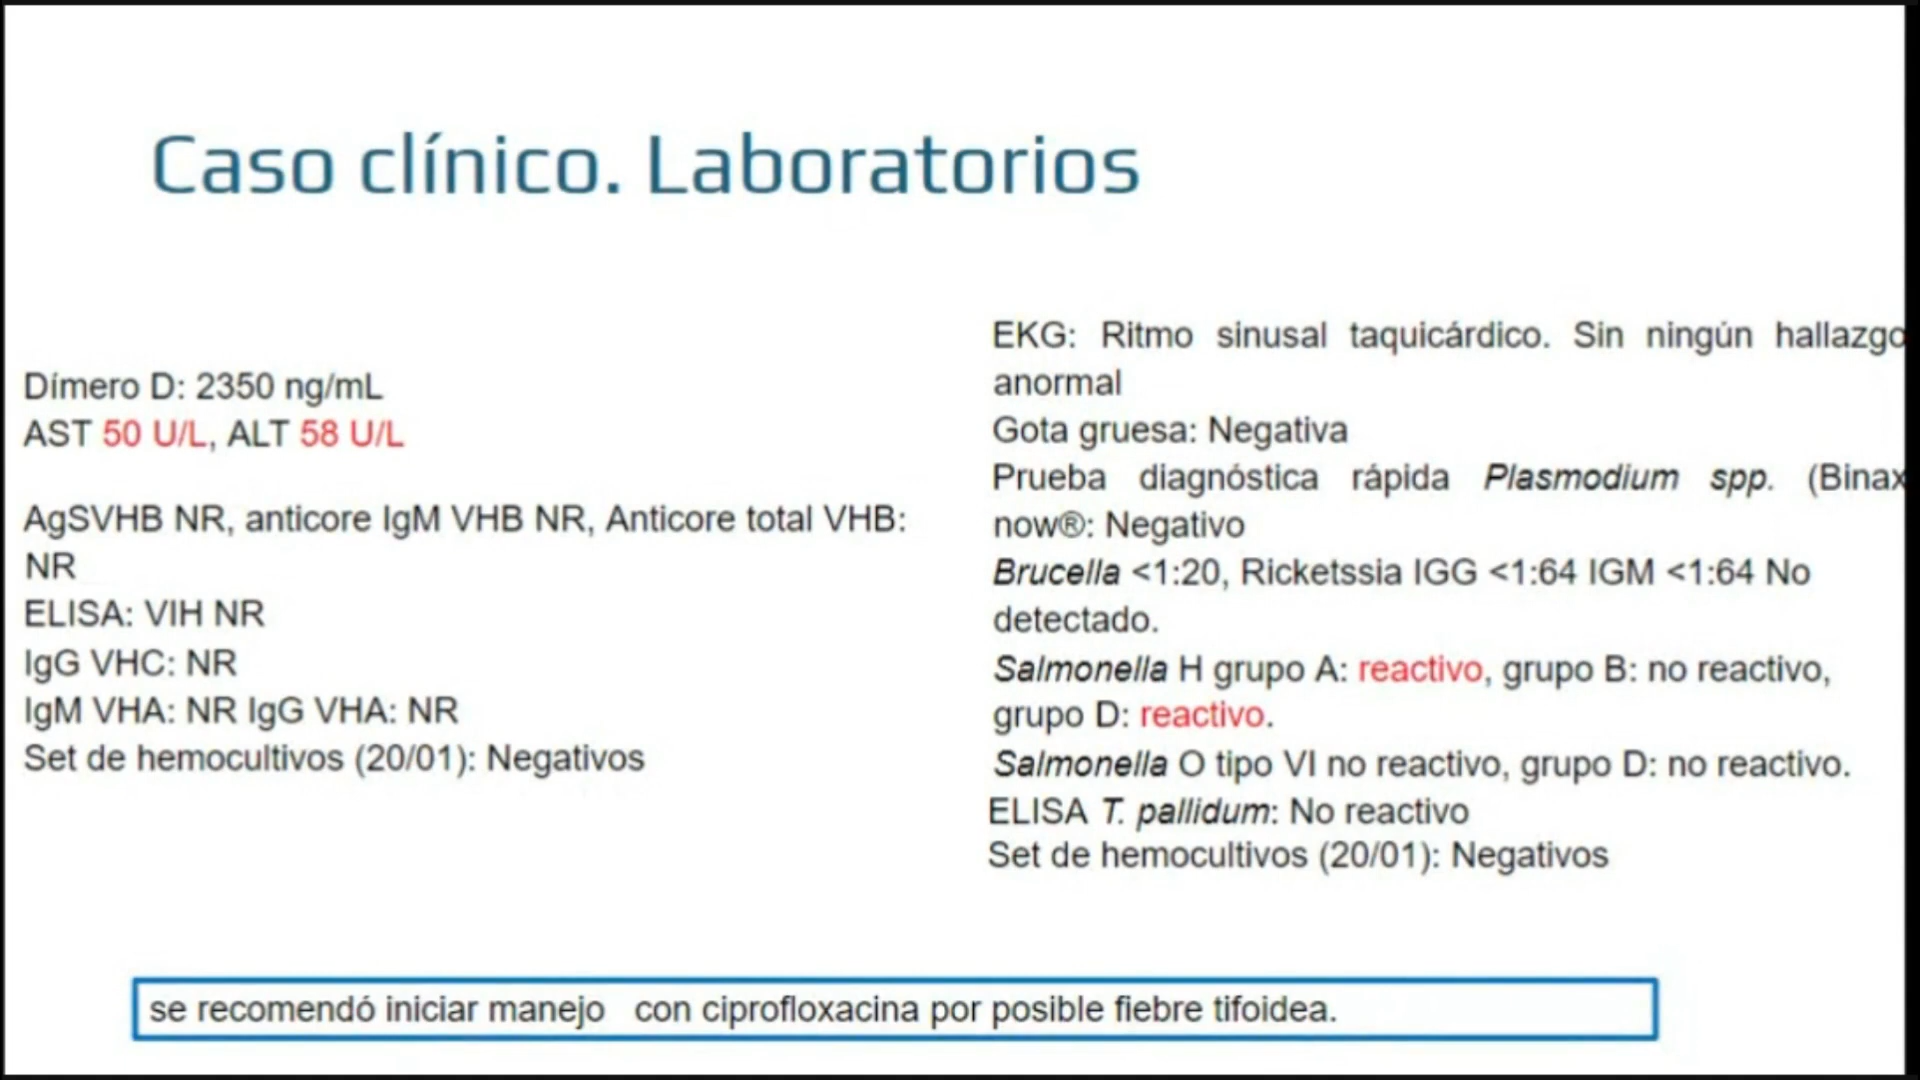 Caso clínico. Laboratorios
Dímero D: 2350 ng/mL
AST 50 U/L, ALT 58 U/L
AgSVHB NR, anticore IgM VHB NR, Anticore total VHB:
NR
ELISA: VIH NR
IgG VHC: NR
IgM VHA: NR IgG VHA: NR
Set de hemocultivos (20/01): Negativos
EKG: Ritmo sinusal taquicárdico. Sin ningún hallazgo
anormal
Gota gruesa: Negativa
Prueba diagnóstica rápida Plasmodium spp. (Binax
now®: Negativo
Brucella <1:20, Ricketssia IGG <1:64 IGM <1:64 No
detectado.
Salmonella H grupo A: reactivo, grupo B: no reactivo,
grupo D: reactivo.
Salmonella O tipo VI no reactivo, grupo D: no reactivo.
ELISA T. pallidum: No reactivo
Set de hemocultivos (20/01): Negativos
se recomendó iniciar manejo con ciprofloxacina por posible fiebre tifoidea.